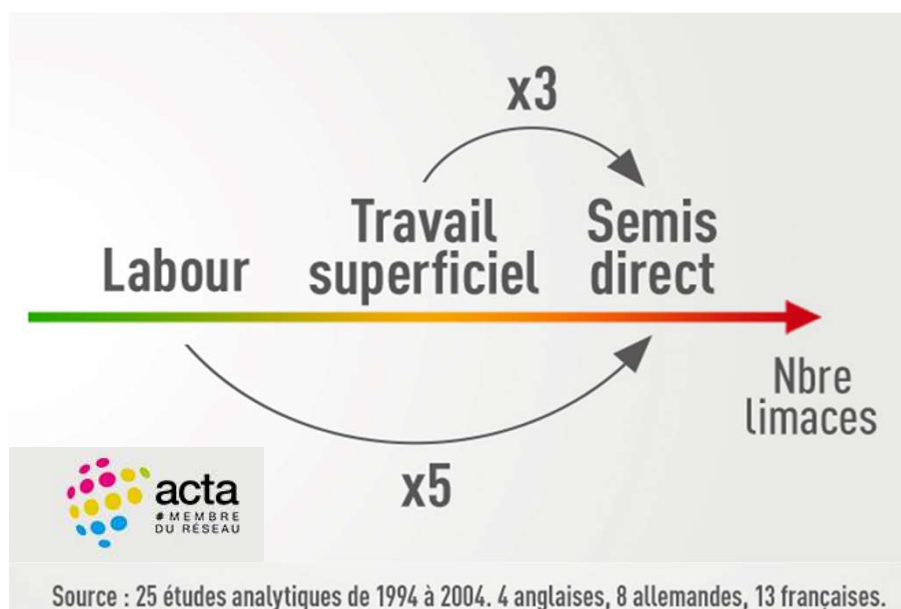 x3
Labour
Travail
superficiel
Semis
direct
Nbre
limaces
x5
acta
# MEMBRE
DU RÉSEAU
Source : 25 études analytiques de 1994 à 2004. 4 anglaises, 8 allemandes, 13 françaises.